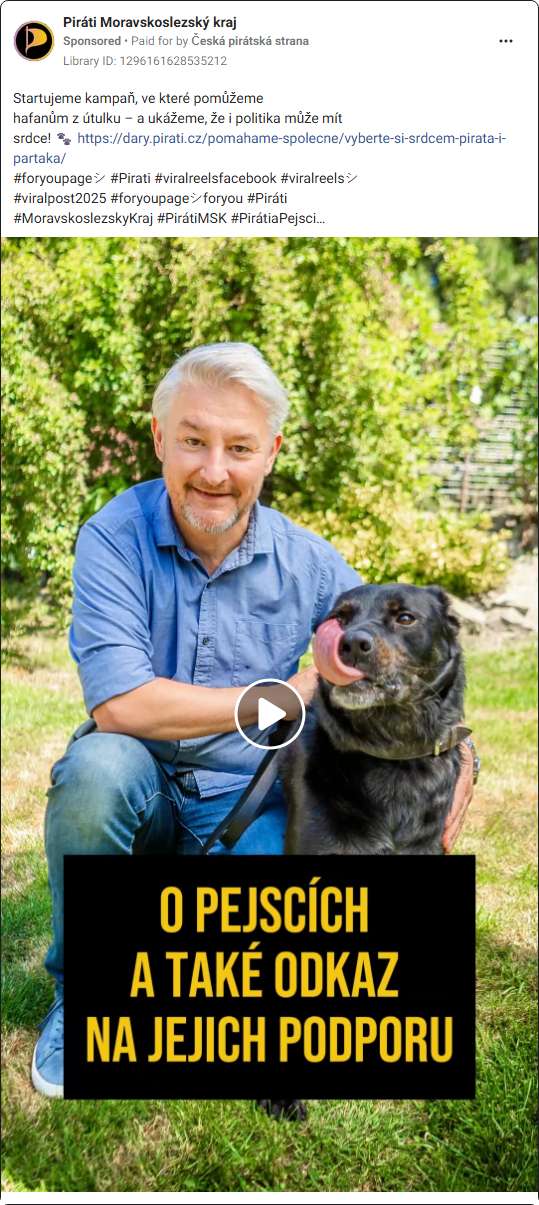 Piráti Moravskoslezský kraj
Sponsored • Paid for by Česká pirátská strana
Library ID: 1296161628535212
Startujeme kampaň, ve které pomůžeme
hafanům z útulku – a ukážeme, že i politika může mít
srdce! 🐾 https://dary.pirati.cz/pomahame-spolecne/vyberte-si-srdcem-pirata-i-
partaka/
#foryoupageシ #Pirati #viralreelsfacebook #viralreelsシ
#viralpost2025 #foryoupageシforyou #Piráti
#MoravskoslezskyKraj #PirátiMSK #PirátiaPejsci...
O PEJSCÍCH
A TAKÉ ODKAZ
NA JEJICH PODPORU